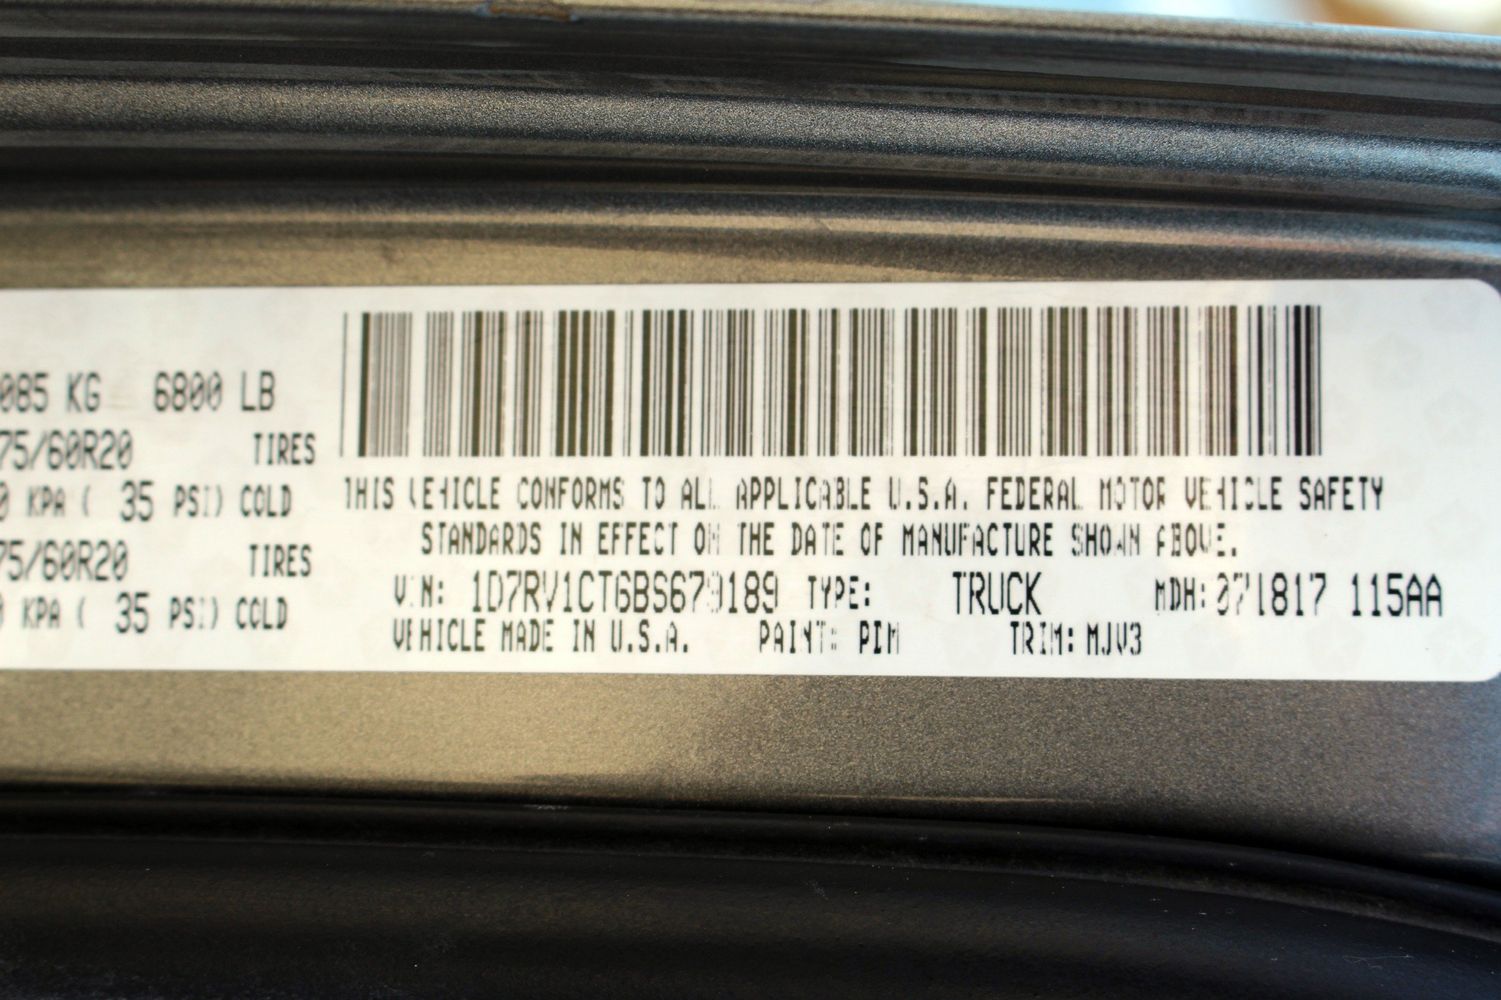 085 KG 6800 LB
75/60R20 TIRES
0 KPA ( 35 PSI) COLD
75/60R20 TIRES
0 KPA ( 35 PSI) COLD
THIS VEHICLE CONFORMS TO ALL APPLICABLE U.S.A. FEDERAL MOTOR VEHICLE SAFETY
STANDARDS IN EFFECT ON THE DATE OF MANUFACTURE SHOWN ABOVE.
VIN: 1D7RV1CT6BS679189 TYPE: TRUCK MDH: 071817 115AA
VEHICLE MADE IN U.S.A. PAINT: PDM TRIM: MJV3